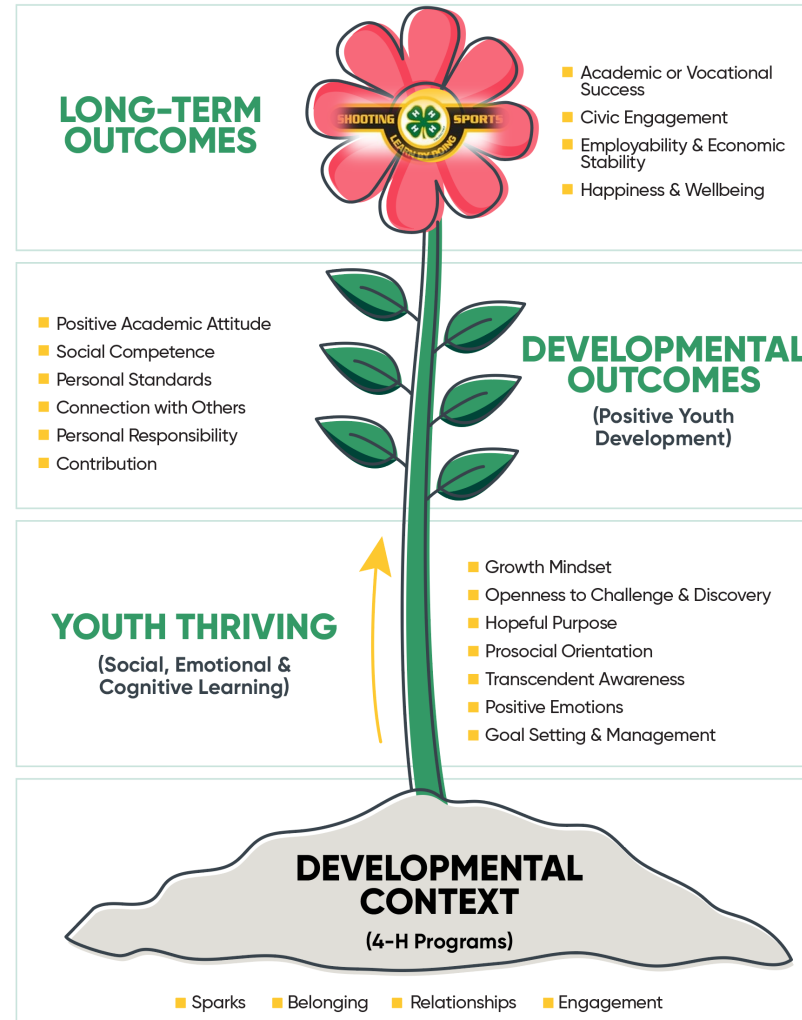 LONG-TERM
OUTCOMES
SHOOTING SPORTS
LEARN BY DOING
H H
H H
Academic or Vocational
Success
Civic Engagement
Employability & Economic
Stability
Happiness & Wellbeing
Positive Academic Attitude
Social Competence
Personal Standards
Connection with Others
Personal Responsibility
Contribution
DEVELOPMENTAL
OUTCOMES
(Positive Youth
Development)
YOUTH THRIVING
(Social, Emotional &
Cognitive Learning)
Growth Mindset
Openness to Challenge & Discovery
Hopeful Purpose
Prosocial Orientation
Transcendent Awareness
Positive Emotions
Goal Setting & Management
DEVELOPMENTAL
CONTEXT
(4-H Programs)
Sparks Belonging Relationships Engagement